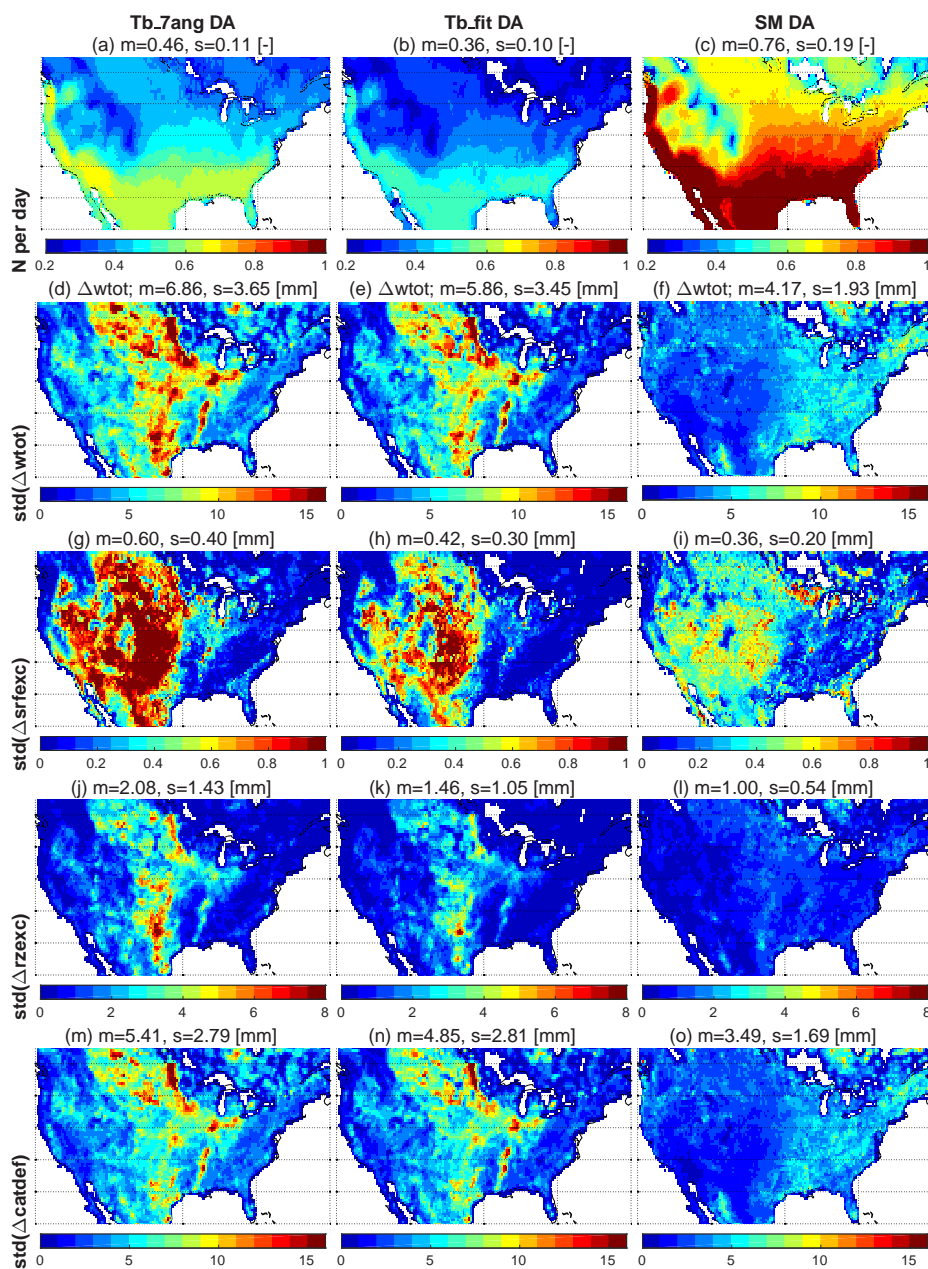 Tb_7ang DA Tb_fit DA SM DA
(a) m=0.46, s=0.11 [-] (b) m=0.36, s=0.10 [-] (c) m=0.76, s=0.19 [-]
N per day
0.2 0.4 0.6 0.8 1 0.2 0.4 0.6 0.8 1 0.2 0.4 0.6 0.8 1
(d) △wtot; m=6.86, s=3.65 [mm] (e) △wtot; m=5.86, s=3.45 [mm] (f) △wtot; m=4.17, s=1.93 [mm]
std(△wtot)
0 5 10 15 0 5 10 15 0 5 10 15
(g) m=0.60, s=0.40 [mm] (h) m=0.42, s=0.30 [mm] (i) m=0.36, s=0.20 [mm]
std(△srfexc)
0 0.2 0.4 0.6 0.8 1 0 0.2 0.4 0.6 0.8 1 0 0.2 0.4 0.6 0.8 1
(j) m=2.08, s=1.43 [mm] (k) m=1.46, s=1.05 [mm] (l) m=1.00, s=0.54 [mm]
std(△rzexc)
0 2 4 6 8 0 2 4 6 8 0 2 4 6 8
(m) m=5.41, s=2.79 [mm] (n) m=4.85, s=2.81 [mm] (o) m=3.49, s=1.69 [mm]
std(△catdef)
0 5 10 15 0 5 10 15 0 5 10 15